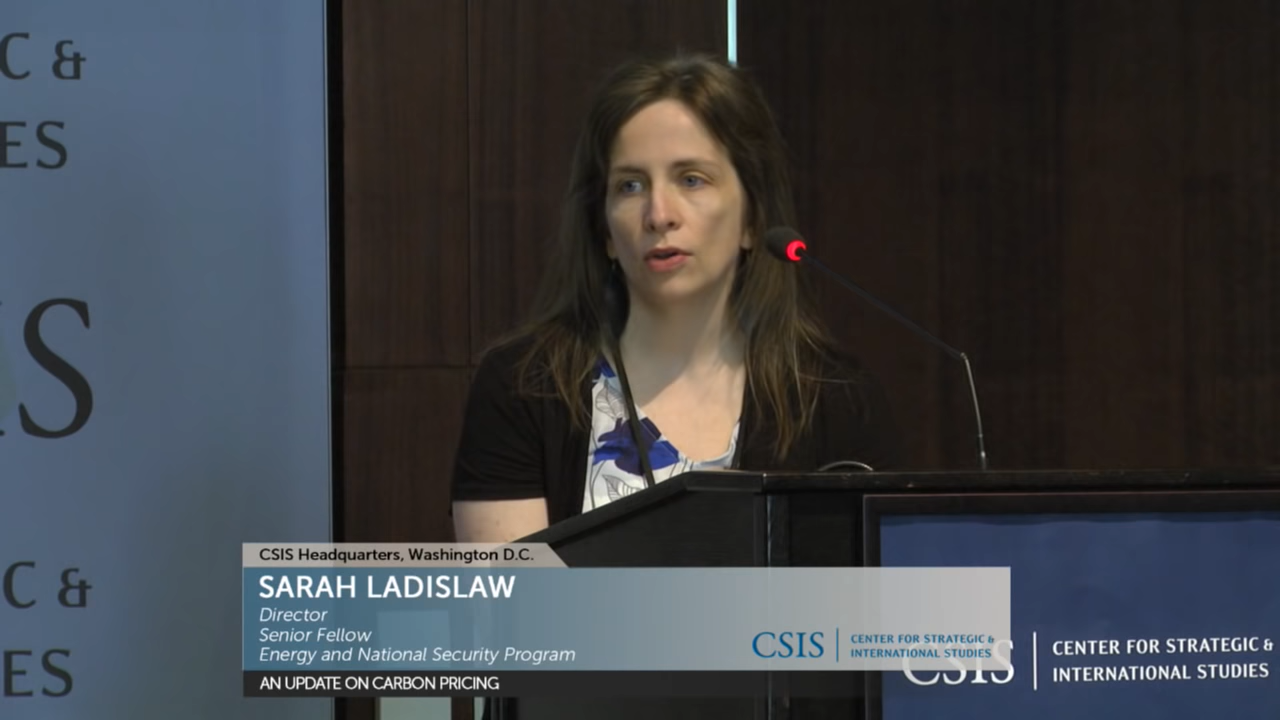 C &
ES
IS
C &
ES
CSIS Headquarters, Washington D.C.
SARAH LADISLAW
Director
Senior Fellow
Energy and National Security Program
CSIS
CENTER FOR STRATEGIC &
INTERNATIONAL STUDIES
AN UPDATE ON CARBON PRICING
CSIS
CENTER FOR STRATEGIC &
INTERNATIONAL STUDIES